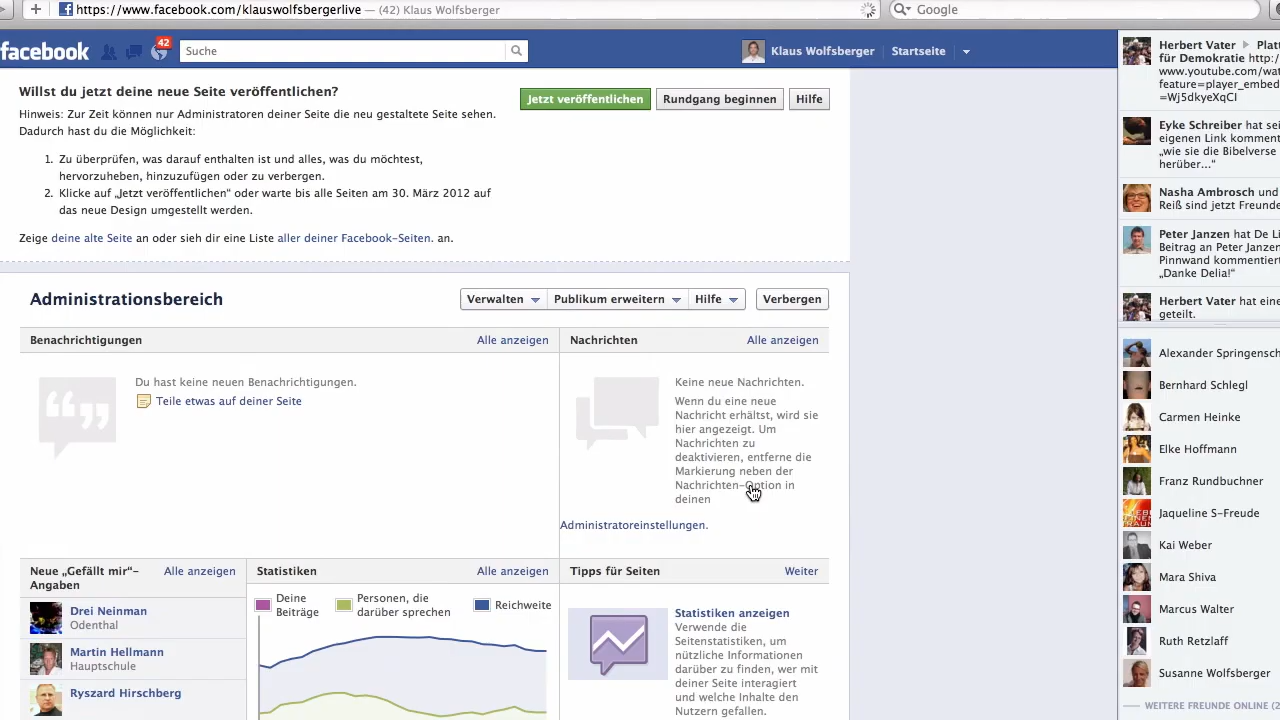 https://www.facebook.com/klauswolfsbergerlive — (42) Klaus Wolfsberger
Google
facebook
42
Suche
Klaus Wolfsberger
Startseite
Willst du jetzt deine neue Seite veröffentlichen?
Jetzt veröffentlichen
Rundgang beginnen
Hilfe
Hinweis: Zur Zeit können nur Administratoren deiner Seite die neu gestaltete Seite sehen.
Dadurch hast du die Möglichkeit:
1. Zu überprüfen, was darauf enthalten ist und alles, was du möchtest,
hervorzuheben, hinzuzufügen oder zu verbergen.
2. Klicke auf „Jetzt veröffentlichen“ oder warte bis alle Seiten am 30. März 2012 auf
das neue Design umgestellt werden.
Zeige deine alte Seite an oder sieh dir eine Liste aller deiner Facebook-Seiten. an.
Administrationsbereich
Verwalten
Publikum erweitern
Hilfe
Verbergen
Benachrichtigungen
Alle anzeigen
Du hast keine neuen Benachrichtigungen.
Teile etwas auf deiner Seite
Nachrichten
Alle anzeigen
Keine neue Nachrichten.
Wenn du eine neue
Nachricht erhältst, wird sie
hier angezeigt. Um
Nachrichten zu
deaktivieren, entferne die
Markierung neben der
Nachrichten-Option in
deinen
Administratoreinstellungen.
Neue „Gefällt mir“-
Angaben
Alle anzeigen
Drei Neinman
Odenthal
Martin Hellmann
Hauptschule
Ryszard Hirschberg
Statistiken
Alle anzeigen
Deine
Beiträge
Personen, die
darüber sprechen
Reichweite
Tipps für Seiten
Weiter
Statistiken anzeigen
Verwende die
Seitenstatistiken, um
nützliche Informationen
darüber zu finden, wer mit
deiner Seite interagiert
und welche Inhalte den
Nutzern gefallen.
Herbert Vater
für Demokratie http:/
feature=player_embed
=Wj5dkyeXqCI
Eyke Schreiber hat sei
eigenen Link komment
„wie sie die Bibelverse
herüber...“
Nasha Ambrosch und
Reiß sind jetzt Freunde
Peter Janzen hat De Li
Beitrag an Peter Janzen
Pinnwand kommentier
„Danke Delia!“
Herbert Vater hat eine
geteilt.
Alexander Springensch
Bernhard Schlegl
Carmen Heinke
Elke Hoffmann
Franz Rundbuchner
Jaqueline S-Freude
Kai Weber
Mara Shiva
Marcus Walter
Ruth Retzlaff
Susanne Wolfsberger
WEITERE FREUNDE ONLINE (2